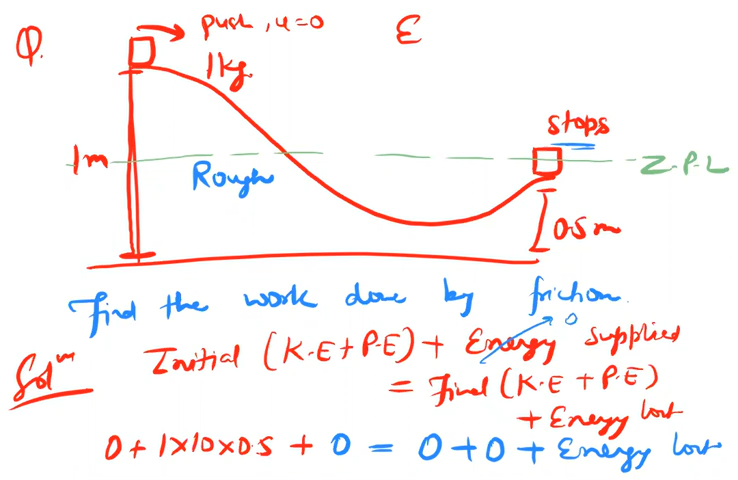 Q.
push, u=0
E
1kg
stops
1m
Z.P.L
Rough
0.5m
Find the work done by friction.
Solⁿ
Initial (K.E+P.E) + Energy supplied
0
= Final (K.E + P.E)
+ Energy lost
0 + 1×10×0.5 + 0 = 0+0 + Energy lost